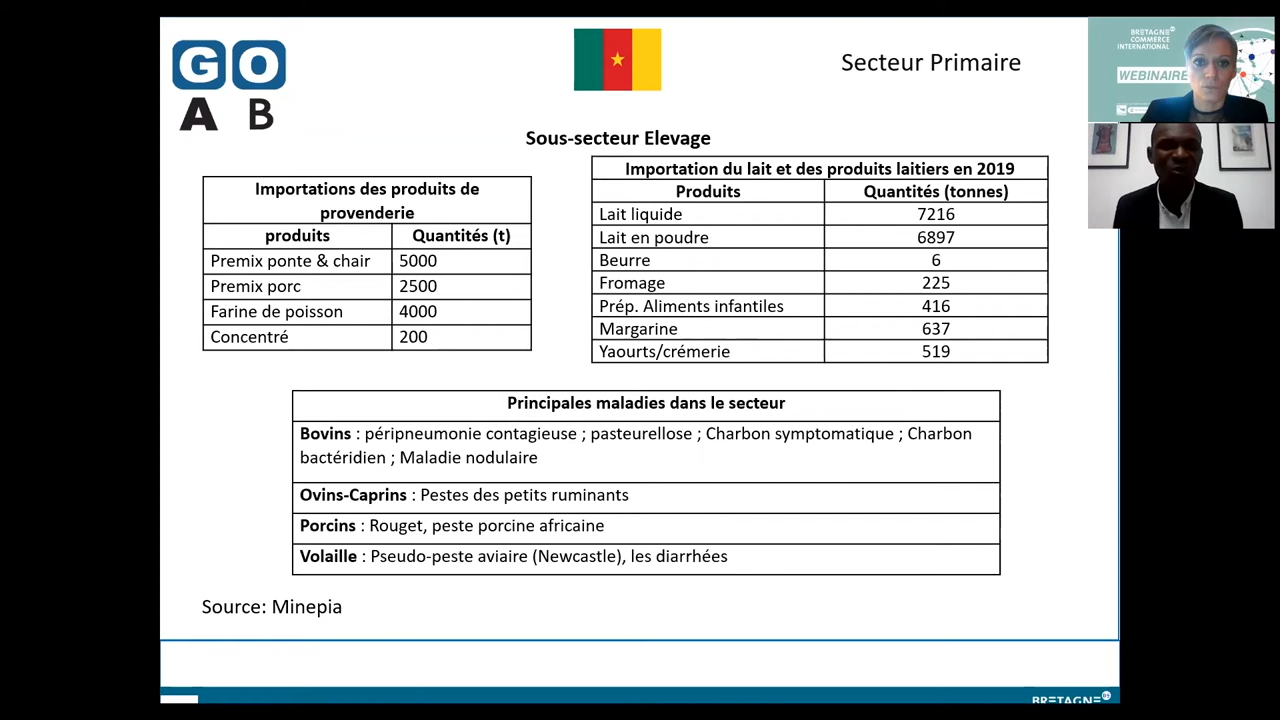 GO
A B
Secteur Primaire
Sous-secteur Elevage
Importations des produits de
provenderie
produits Quantités (t)
Premix ponte & chair 5000
Premix porc 2500
Farine de poisson 4000
Concentré 200
Importation du lait et des produits laitiers en 2019
Produits Quantités (tonnes)
Lait liquide 7216
Lait en poudre 6897
Beurre 6
Fromage 225
Prép. Aliments infantiles 416
Margarine 637
Yaourts/crémerie 519
Principales maladies dans le secteur
Bovins : péripneumonie contagieuse ; pasteurellose ; Charbon symptomatique ; Charbon
bactéridien ; Maladie nodulaire
Ovins-Caprins : Pestes des petits ruminants
Porcins : Rouget, peste porcine africaine
Volaille : Pseudo-peste aviaire (Newcastle), les diarrhées
Source: Minepia
BRETAGNE
COMMERCE
INTERNATIONAL
WEBINAIRE
BRETAGNE